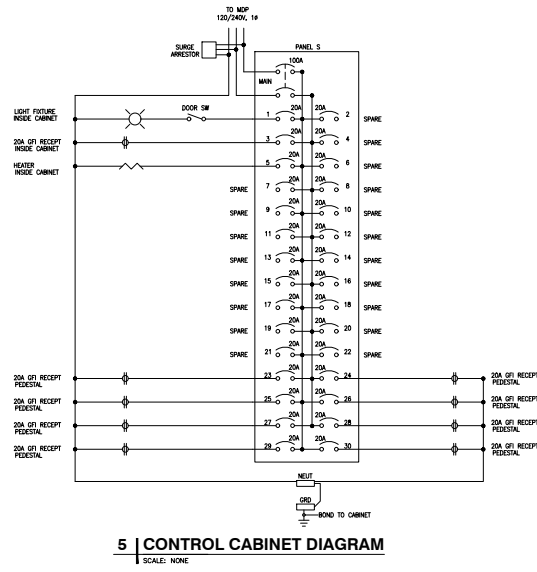 TO MDP
120/240V, 1ø
SURGE
ARRESTOR
PANEL S
100A
MAIN
LIGHT FIXTURE
INSIDE CABINET
DOOR SW
1 20A 20A 2 SPARE
20A GFI RECEPT
INSIDE CABINET
3 20A 20A 4 SPARE
HEATER
INSIDE CABINET
5 20A 20A 6 SPARE
SPARE 7 20A 20A 8 SPARE
SPARE 9 20A 20A 10 SPARE
SPARE 11 20A 20A 12 SPARE
SPARE 13 20A 20A 14 SPARE
SPARE 15 20A 20A 16 SPARE
SPARE 17 20A 20A 18 SPARE
SPARE 19 20A 20A 20 SPARE
SPARE 21 20A 20A 22 SPARE
20A GFI RECEPT
PEDESTAL
23 20A 20A 24
20A GFI RECEPT
PEDESTAL
20A GFI RECEPT
PEDESTAL
25 20A 20A 26
20A GFI RECEPT
PEDESTAL
20A GFI RECEPT
PEDESTAL
27 20A 20A 28
20A GFI RECEPT
PEDESTAL
20A GFI RECEPT
PEDESTAL
29 20A 20A 30
20A GFI RECEPT
PEDESTAL
NEUT
GRD
BOND TO CABINET
5 CONTROL CABINET DIAGRAM
SCALE: NONE